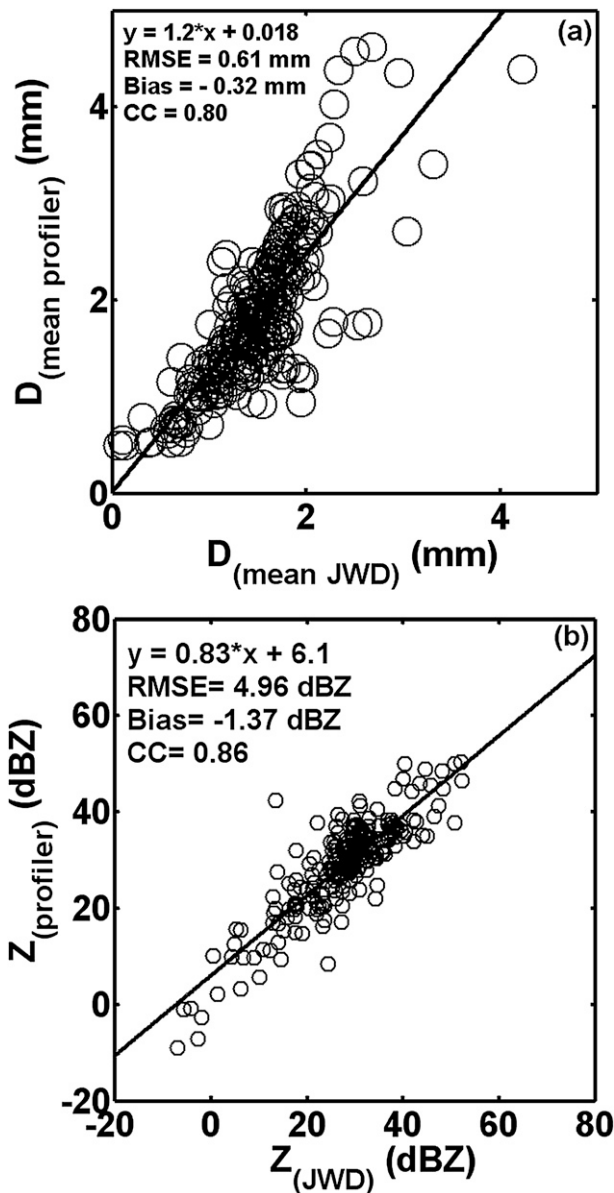 (a)
y = 1.2*x + 0.018
RMSE = 0.61 mm
Bias = - 0.32 mm
CC = 0.80
4
2
0
D(mean profiler) (mm)
0 2 4
D(mean JWD) (mm)
(b)
y = 0.83*x + 6.1
RMSE= 4.96 dBZ
Bias= -1.37 dBZ
CC= 0.86
80
60
40
20
0
-20
Z(profiler) (dBZ)
-20 0 20 40 60 80
Z(JWD) (dBZ)